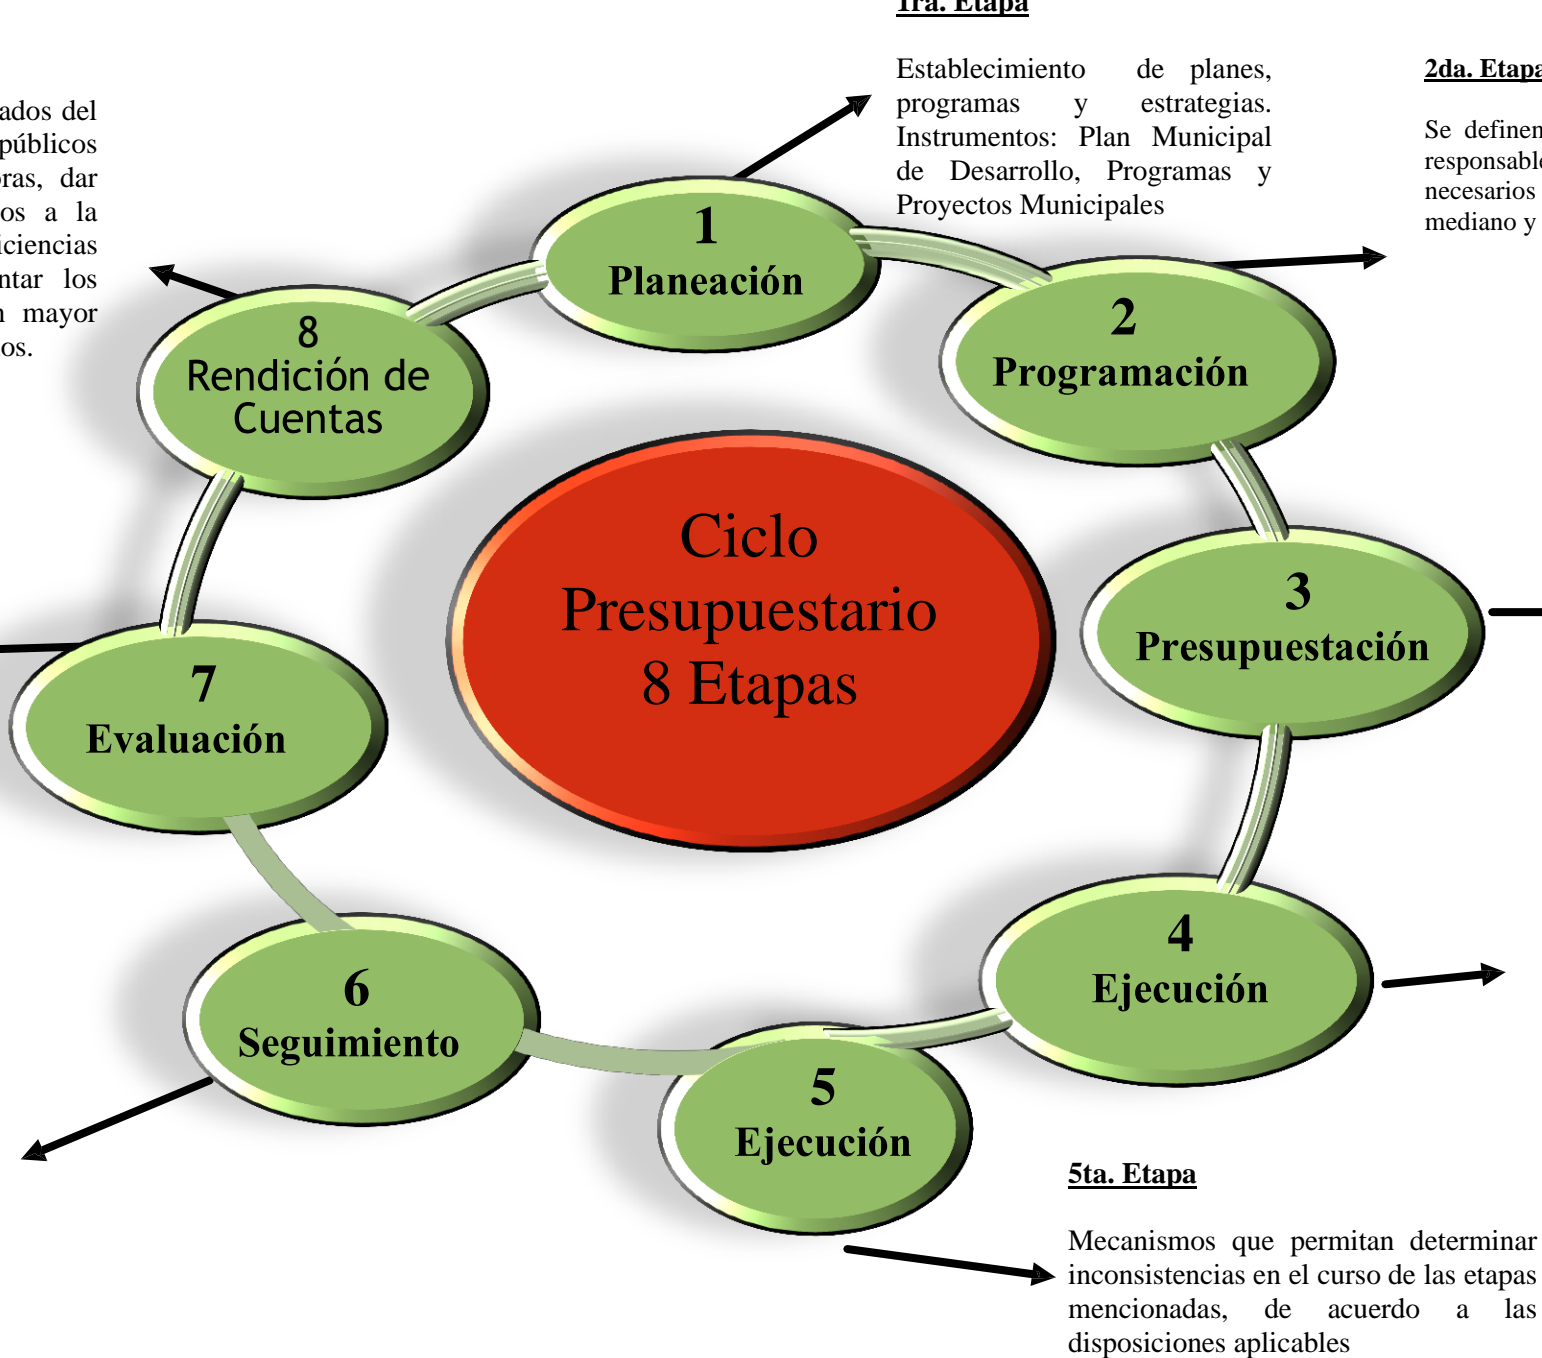 1ra. Etapa
Establecimiento de planes,
programas y estrategias.
Instrumentos: Plan Municipal
de Desarrollo, Programas y
Proyectos Municipales
2da. Etapa
Se definen
necesarios
mediano y
ados del
públicos
oras, dar
os a la
iciencias
ntar los
n mayor
os.
1
Planeación
2
Programación
3
Presupuestación
4
Ejecución
5
Ejecución
6
Seguimiento
7
Evaluación
8
Rendición de
Cuentas
Ciclo
Presupuestario
8 Etapas
5ta. Etapa
Mecanismos que permitan determinar
inconsistencias en el curso de las etapas
mencionadas, de acuerdo a las
disposiciones aplicables